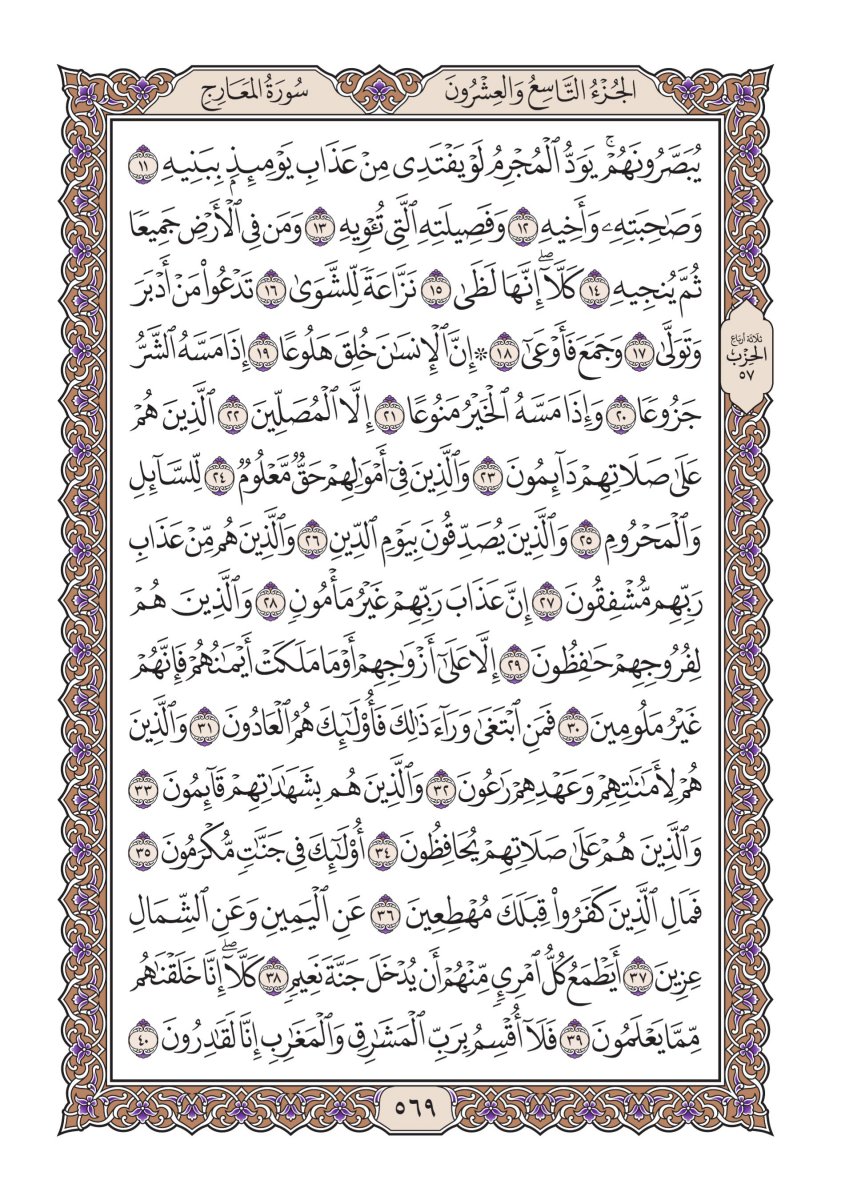 الجُزْءُ التَّاسِعُ وَالعِشْرُونَ
سُورَةُ المَعَارِجِ
يُبَصَّرُونَهُمۡۚ يَوَدُّ ٱلۡمُجۡرِمُ لَوۡ يَفۡتَدِي مِنۡ عَذَابِ يَوۡمِئِذِۭ بِبَنِيهِ ١١
وَصَٰحِبَتِهِۦ وَأَخِيهِ ١٢ وَفَصِيلَتِهِ ٱلَّتِي تُـٔۡوِيهِ ١٣ وَمَن فِي ٱلۡأَرۡضِ جَمِيعٗا
ثُمَّ يُنجِيهِ ١٤ كَلَّآۖ إِنَّهَا لَظَىٰ ١٥ نَزَّاعَةٗ لِّلشَّوَىٰ ١٦ تَدۡعُواْ مَنۡ أَدۡبَرَ
وَتَوَلَّىٰ ١٧ وَجَمَعَ فَأَوۡعَىٰٓ ١٨ ۞ إِنَّ ٱلۡإِنسَٰنَ خُلِقَ هَلُوعًا ١٩ إِذَا مَسَّهُ ٱلشَّرُّ
ثلاثة أرباع
الحِزْب
٥٧
جَزُوعٗا ٢٠ وَإِذَا مَسَّهُ ٱلۡخَيۡرُ مَنُوعًا ٢١ إِلَّا ٱلۡمُصَلِّينَ ٢٢ ٱلَّذِينَ هُمۡ
عَلَىٰ صَلَاتِهِمۡ دَآئِمُونَ ٢٣ وَٱلَّذِينَ فِيٓ أَمۡوَٰلِهِمۡ حَقّٞ مَّعۡلُومٞ ٢٤ لِّلسَّآئِلِ
وَٱلۡمَحۡرُومِ ٢٥ وَٱلَّذِينَ يُصَدِّقُونَ بِيَوۡمِ ٱلدِّينِ ٢٦ وَٱلَّذِينَ هُم مِّنۡ عَذَابِ
رَبِّهِم مُّشۡفِقُونَ ٢٧ إِنَّ عَذَابَ رَبِّهِمۡ غَيۡرُ مَأۡمُونٖ ٢٨ وَٱلَّذِينَ هُمۡ
لِفُرُوجِهِمۡ حَٰفِظُونَ ٢٩ إِلَّا عَلَىٰٓ أَزۡوَٰجِهِمۡ أَوۡ مَا مَلَكَتۡ أَيۡمَٰنُهُمۡ فَإِنَّهُمۡ
غَيۡرُ مَلُومِينَ ٣٠ فَمَنِ ٱبۡتَغَىٰ وَرَآءَ ذَٰلِكَ فَأُوْلَٰٓئِكَ هُمُ ٱلۡعَادُونَ ٣١ وَٱلَّذِينَ
هُمۡ لِأَمَٰنَٰتِهِمۡ وَعَهۡدِهِمۡ رَٰعُونَ ٣٢ وَٱلَّذِينَ هُم بِشَهَٰدَٰتِهِمۡ قَآئِمُونَ ٣٣
وَٱلَّذِينَ هُمۡ عَلَىٰ صَلَاتِهِمۡ يُحَافِظُونَ ٣٤ أُوْلَٰٓئِكَ فِي جَنَّٰتٖ مُّكۡرَمُونَ ٣٥
فَمَالِ ٱلَّذِينَ كَفَرُواْ قِبَلَكَ مُهۡطِعِينَ ٣٦ عَنِ ٱلۡيَمِينِ وَعَنِ ٱلشِّمَالِ
عِزِينَ ٣٧ أَيَطۡمَعُ كُلُّ ٱمۡرِيٕٖ مِّنۡهُمۡ أَن يُدۡخَلَ جَنَّةَ نَعِيمٖ ٣٨ كَلَّآۖ إِنَّا خَلَقۡنَٰهُم
مِّمَّا يَعۡلَمُونَ ٣٩ فَلَآ أُقۡسِمُ بِرَبِّ ٱلۡمَشَٰرِقِ وَٱلۡمَغَٰرِبِ إِنَّا لَقَٰدِرُونَ ٤٠
٥٦٩